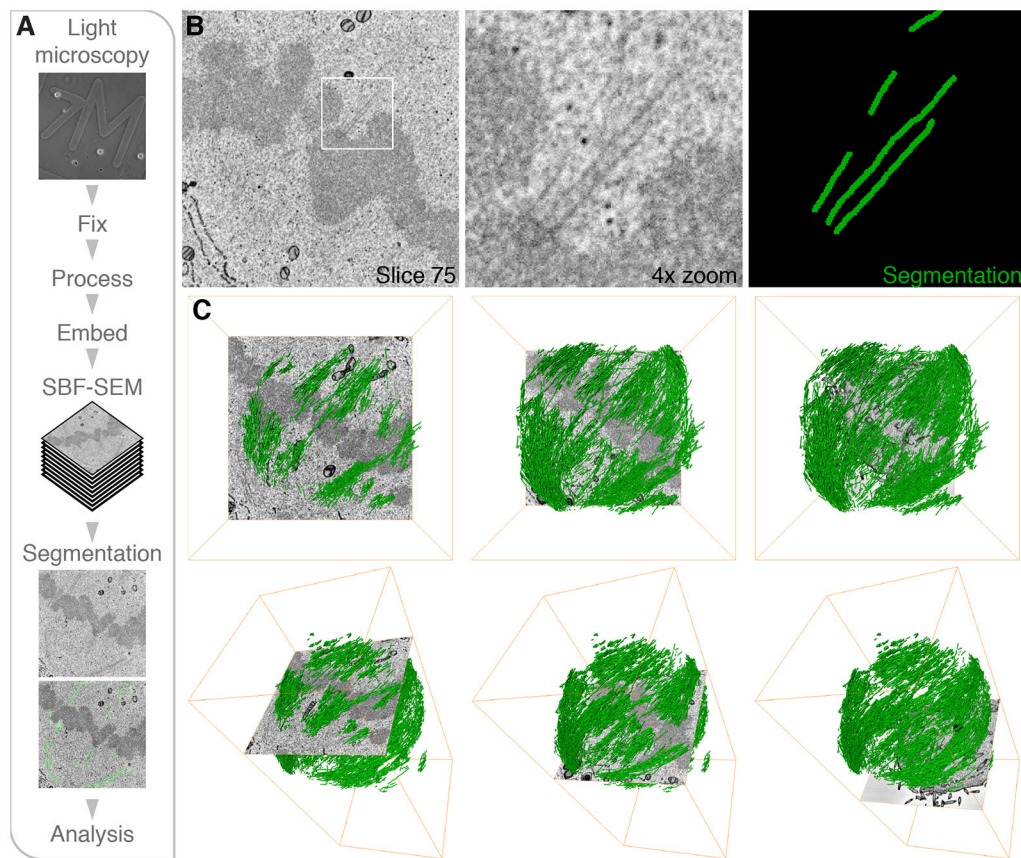 A
Light
microscopy
Fix
Process
Embed
SBF-SEM
Segmentation
Analysis
B
Slice 75
4x zoom
Segmentation
C